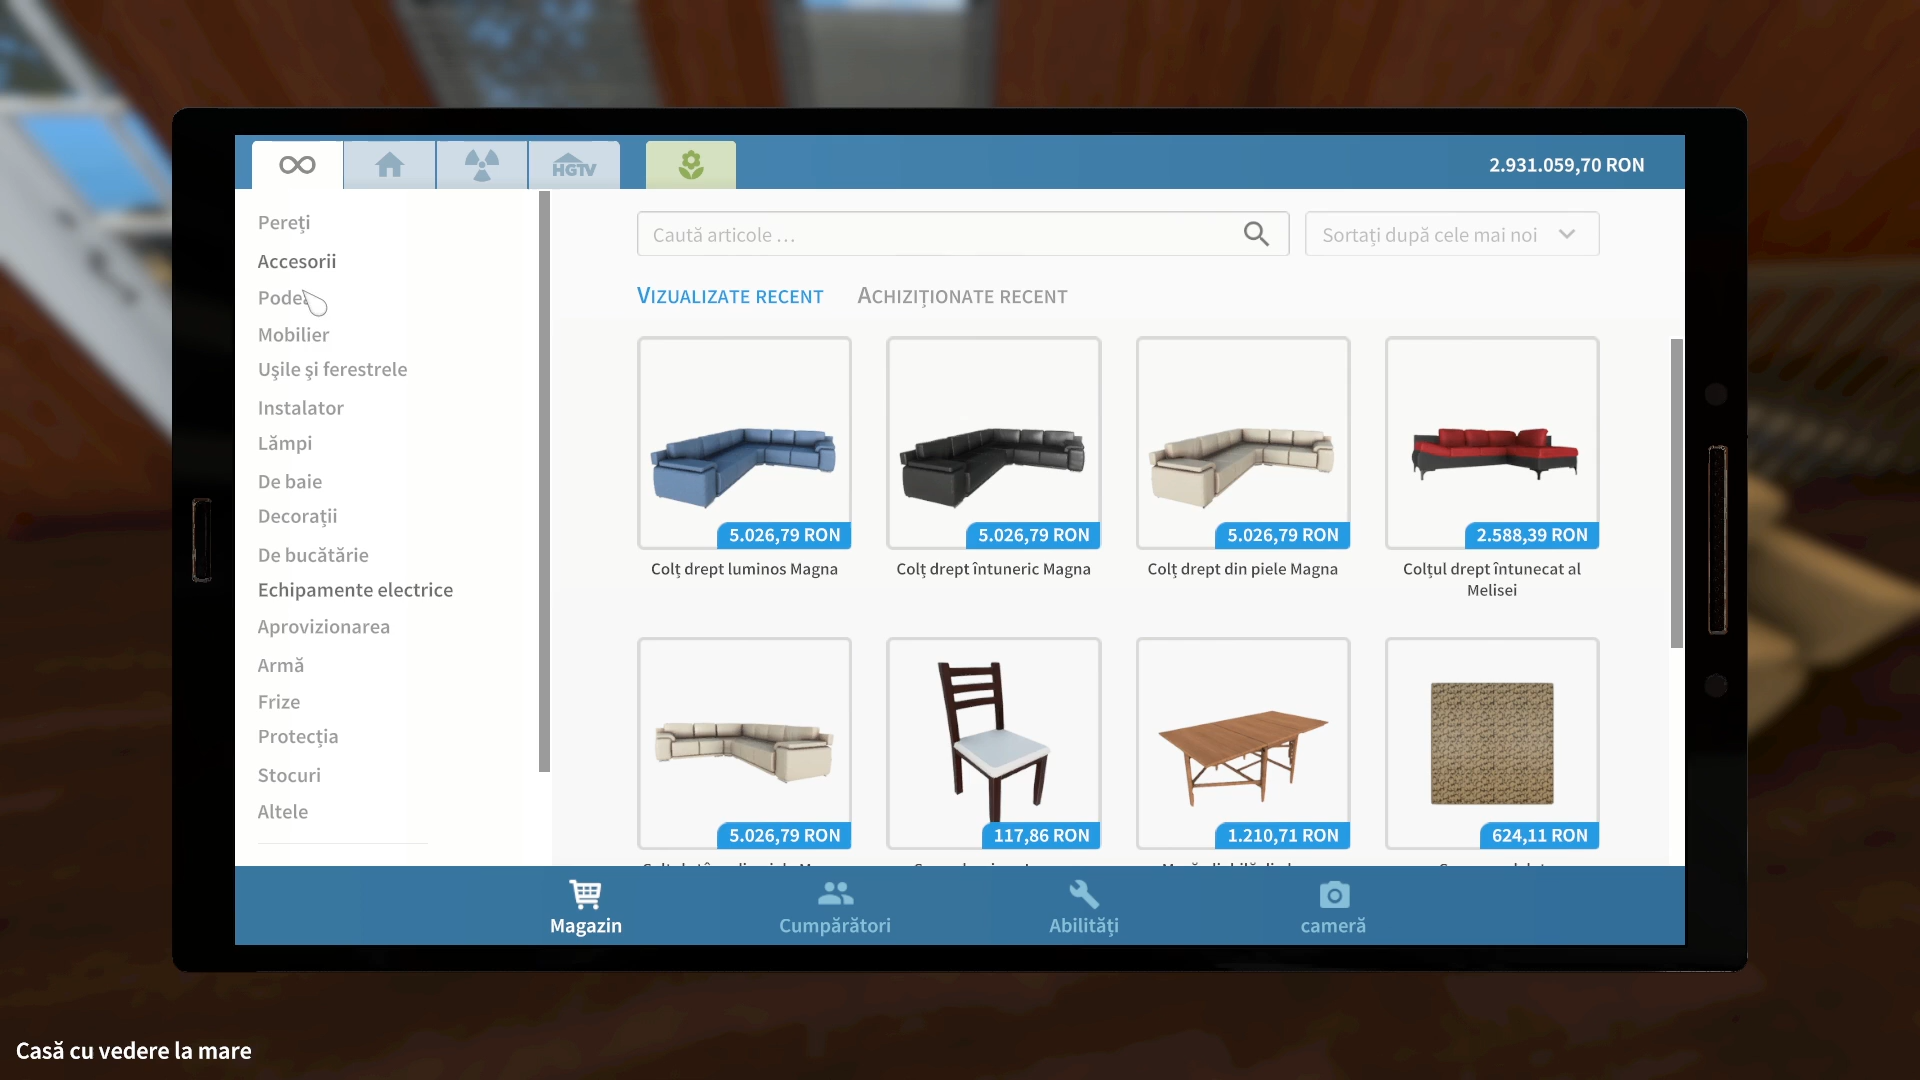 HGTV
2.931.059,70 RON
Pereți
Accesorii
Mobilier
Ușile și ferestrele
Instalator
Lămpi
De baie
Decorații
De bucătărie
Echipamente electrice
Aprovizionarea
Armă
Frize
Protecția
Stocuri
Altele
Caută articole ...
Sortați după cele mai noi
VIZUALIZATE RECENT
ACHIZIȚIONATE RECENT
5.026,79 RON
5.026,79 RON
5.026,79 RON
2.588,39 RON
Colț drept luminos Magna
Colț drept întuneric Magna
Colț drept din piele Magna
Colțul drept întunecat al
Melisei
5.026,79 RON
117,86 RON
1.210,71 RON
624,11 RON
Magazin
Cumpărători
Abilități
cameră
Casă cu vedere la mare